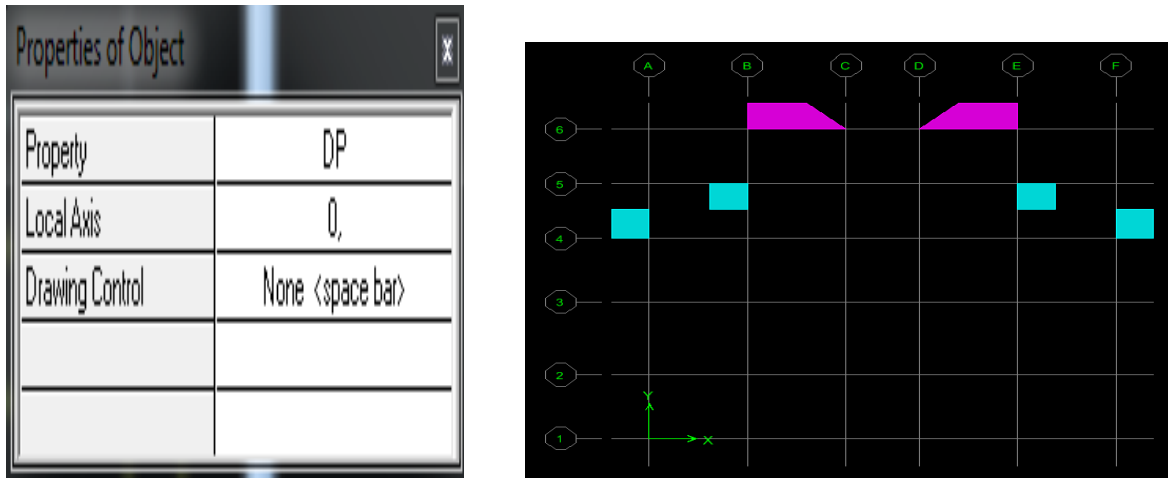 Properties of Object
x
Property DP
Local Axis 0,
Drawing Control None <space bar>
A B C D E F
6
5
4
3
2
Y
1
X